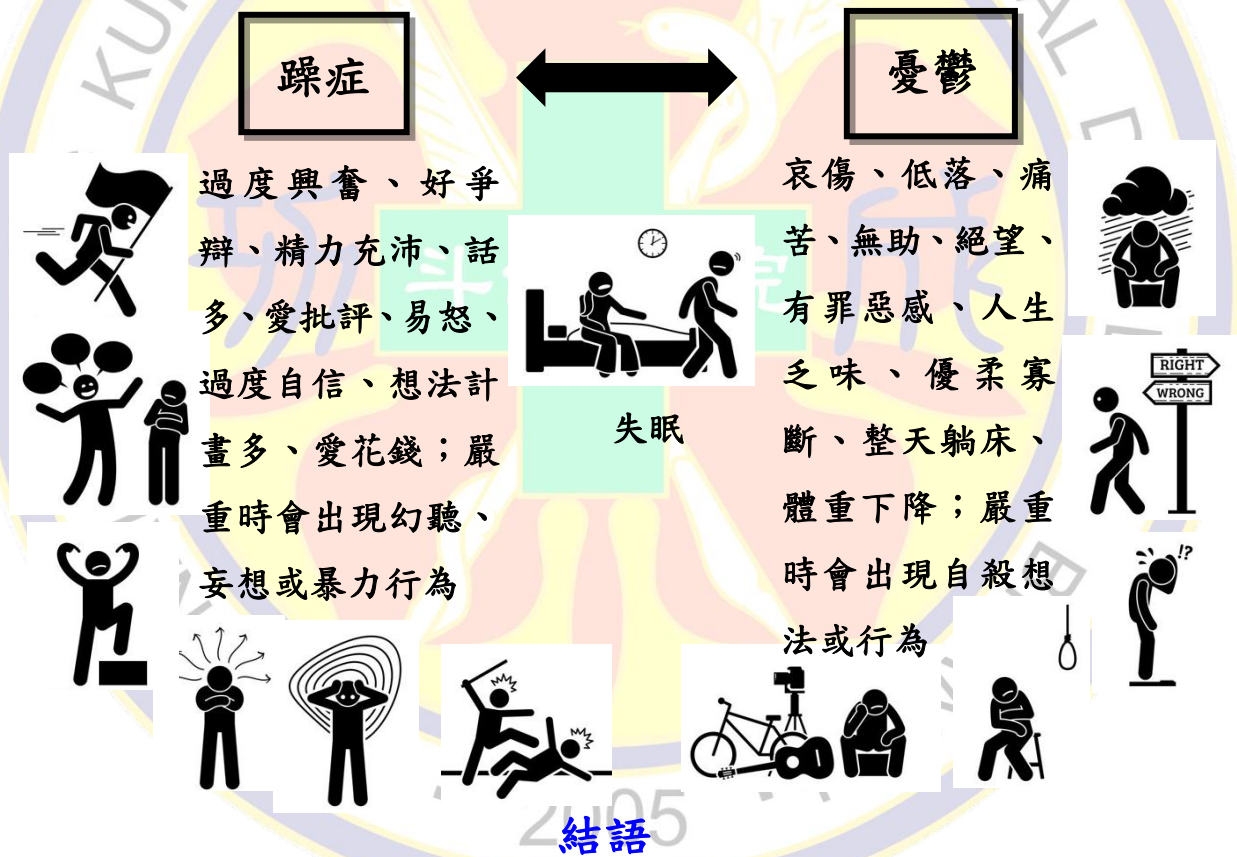 躁症
憂鬱
過度興奮、好爭
辯、精力充沛、話
多、愛批評、易怒、
過度自信、想法計
畫多、愛花錢；嚴
重時會出現幻聽、
妄想或暴力行為
失眠
哀傷、低落、痛
苦、無助、絕望、
有罪惡感、人生
乏味、優柔寡
斷、整天躺床、
體重下降；嚴重
時會出現自殺想
法或行為
RIGHT
WRONG
!?
2005
結語